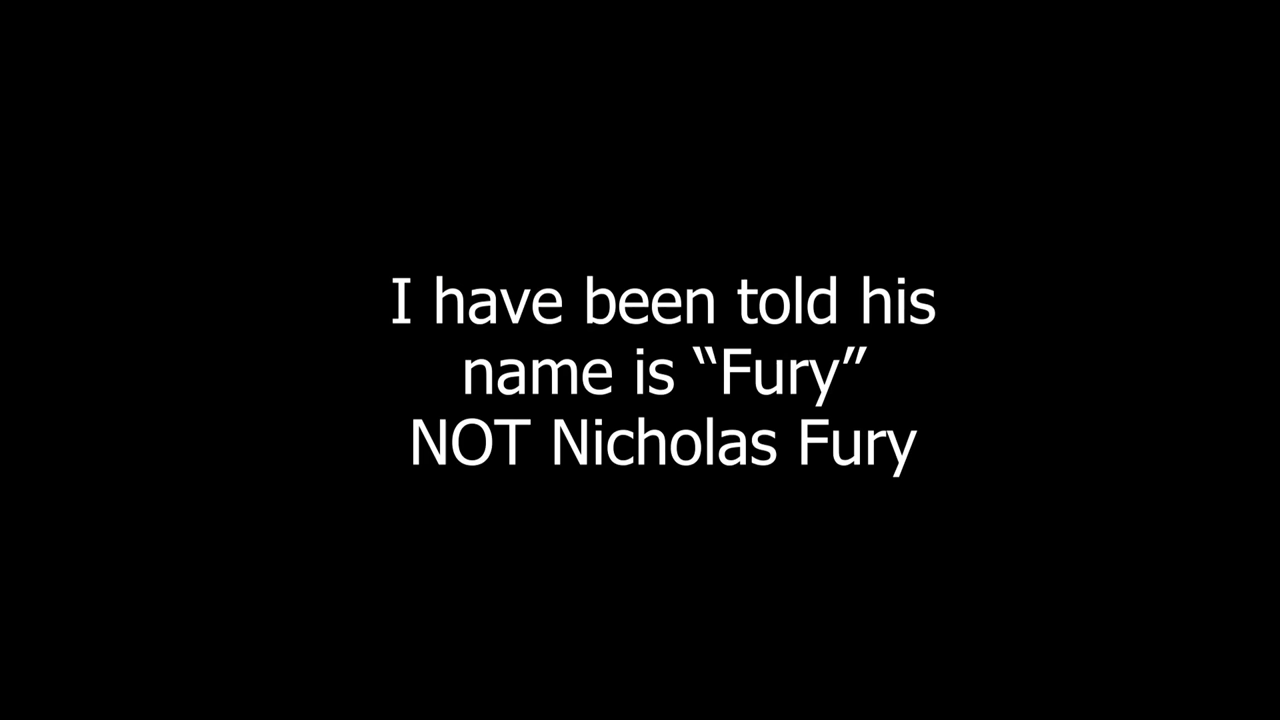 I have been told his
name is “Fury”
NOT Nicholas Fury